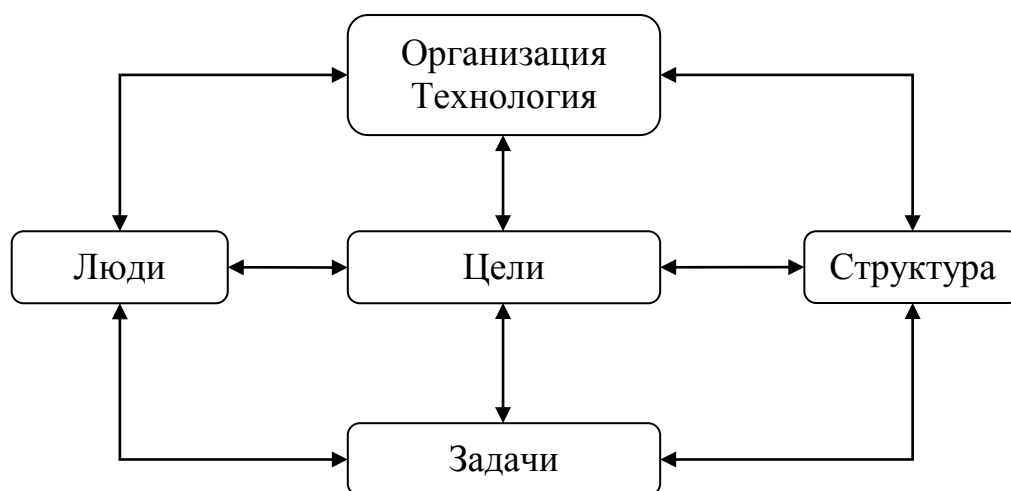 Организация
Технология
Люди
Цели
Структура
Задачи